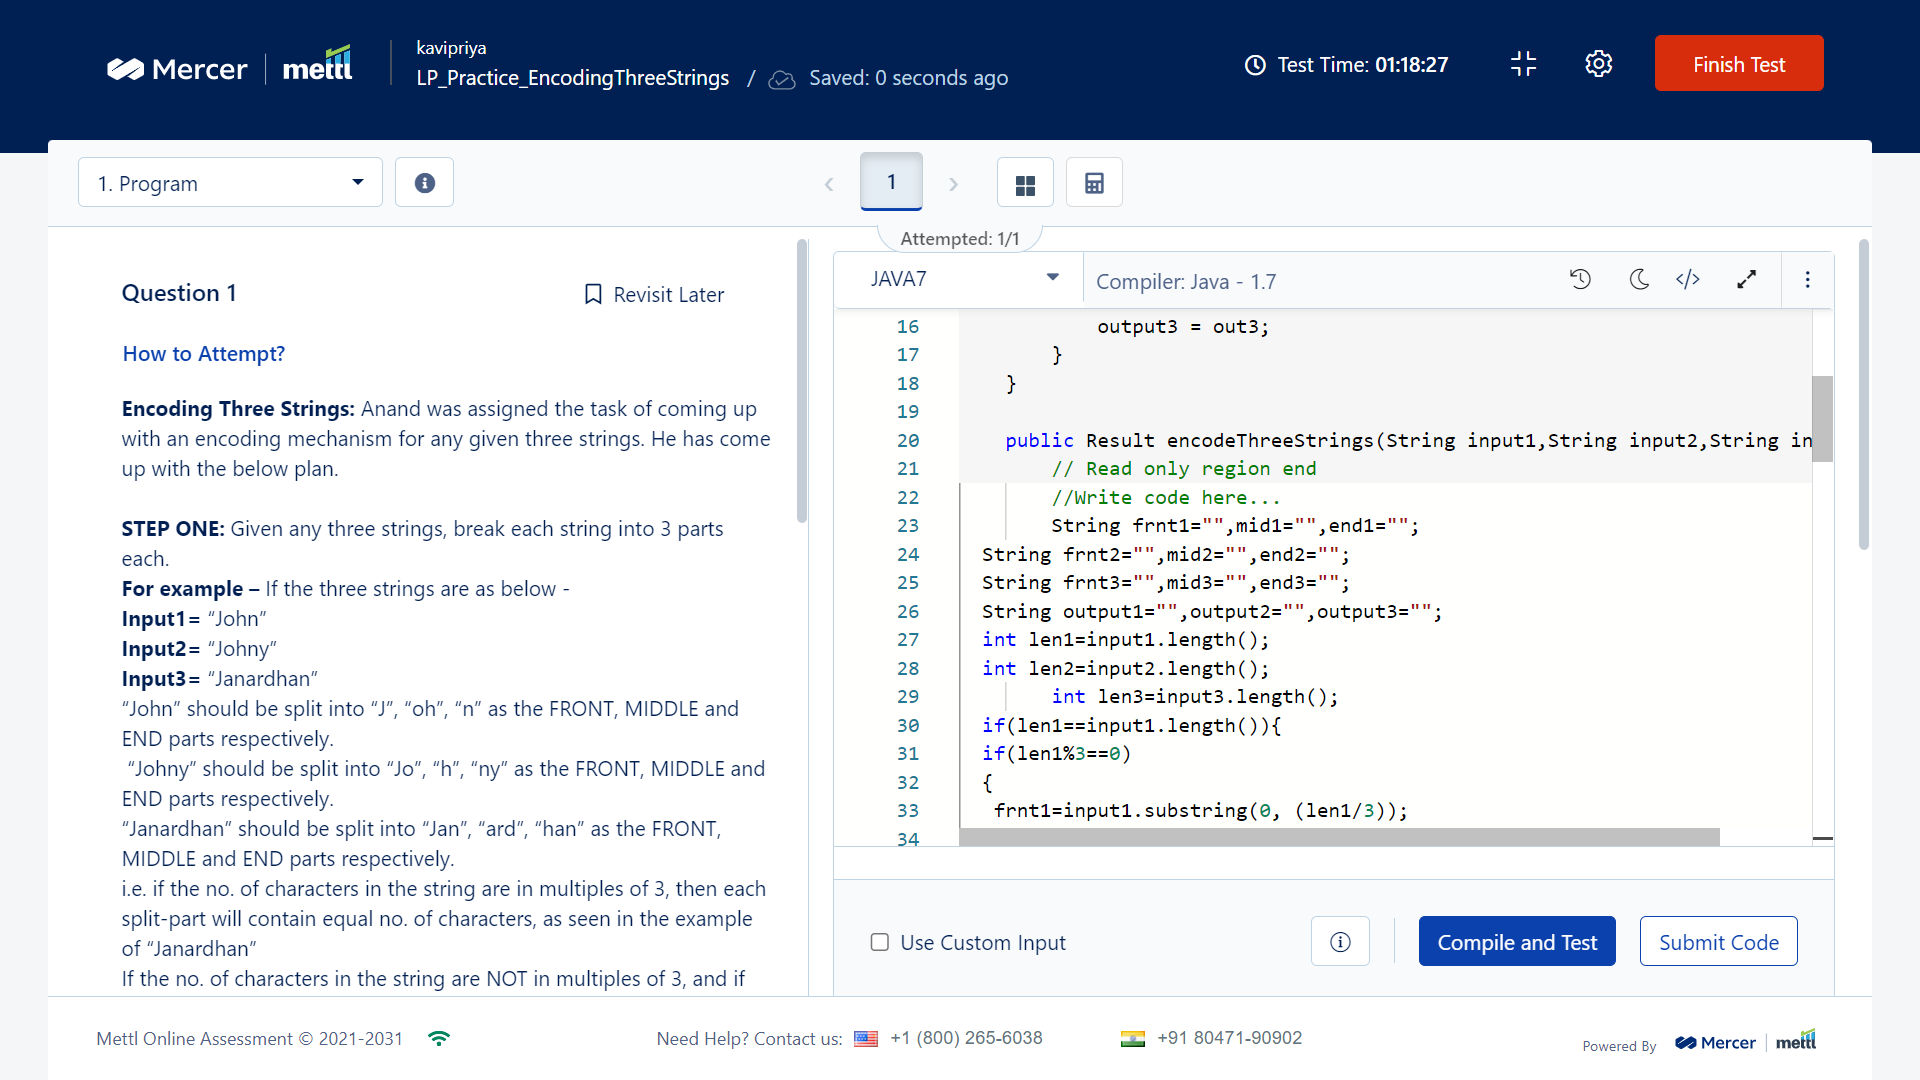 Mercer mettl
kavipriya
LP_Practice_EncodingThreeStrings / Saved: 0 seconds ago
Test Time: 01:18:27
Finish Test
1. Program
1
Attempted: 1/1
Question 1
Revisit Later
How to Attempt?
Encoding Three Strings: Anand was assigned the task of coming up
with an encoding mechanism for any given three strings. He has come
up with the below plan.
STEP ONE: Given any three strings, break each string into 3 parts
each.
For example – If the three strings are as below -
Input1= “John”
Input2= “Johny”
Input3= “Janardhan”
“John” should be split into “J”, “oh”, “n” as the FRONT, MIDDLE and
END parts respectively.
“Johny” should be split into “Jo”, “h”, “ny” as the FRONT, MIDDLE and
END parts respectively.
“Janardhan” should be split into “Jan”, “ard”, “han” as the FRONT,
MIDDLE and END parts respectively.
i.e. if the no. of characters in the string are in multiples of 3, then each
split-part will contain equal no. of characters, as seen in the example
of “Janardhan”
If the no. of characters in the string are NOT in multiples of 3, and if
JAVA7
Compiler: Java - 1.7
16 output3 = out3;
17 }
18 }
19
20 public Result encodeThreeStrings(String input1,String input2,String in
21 // Read only region end
22 //Write code here...
23 String frnt1="",mid1="",end1="";
24 String frnt2="",mid2="",end2="";
25 String frnt3="",mid3="",end3="";
26 String output1="",output2="",output3="";
27 int len1=input1.length();
28 int len2=input2.length();
29 int len3=input3.length();
30 if(len1==input1.length()){
31 if(len1%3==0)
32 {
33 frnt1=input1.substring(0, (len1/3));
34
Use Custom Input
Compile and Test
Submit Code
Mettl Online Assessment © 2021-2031
Need Help? Contact us: +1 (800) 265-6038
+91 80471-90902
Powered By Mercer mettl